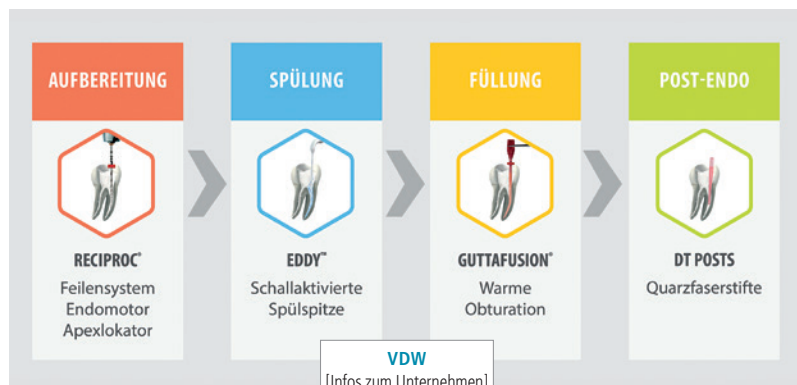 AUFBEREITUNG
RECIPROC®
Feilensystem
Endomotor
Apexlokator
SPÜLUNG
EDDY™
Schallaktivierte
Spülspitze
FÜLLUNG
GUTTAFUSION®
Warme
Obturation
POST-ENDO
DT POSTS
Quarzfaserstifte
VDW
[Infos zum Unternehmen]